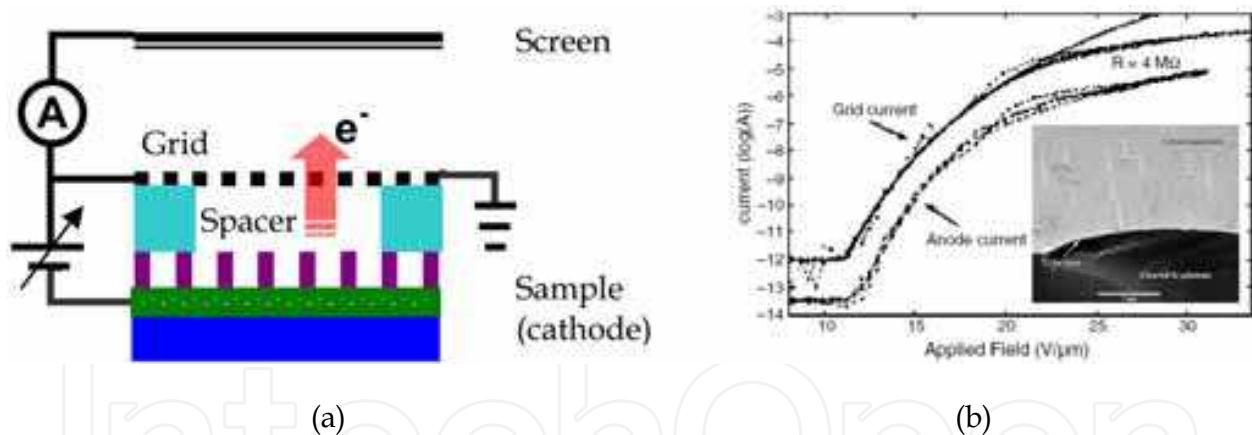 Screen
A
e-
Grid
Spacer
Sample
(cathode)
(a)
(b)
current (log(A))
-3
-4
-5
-6
-7
-8
-9
-10
-11
-12
-13
-14
R = 4 MΩ
Grid current
Anode current
10
15
20
25
30
Applied Field (V/µm)
IntechOpen